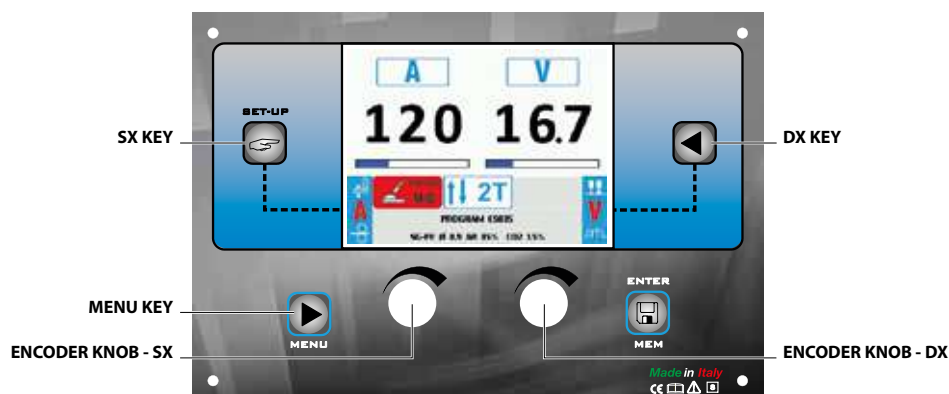 A V
SET-UP
SX KEY
120 16.7
DX KEY
2T
A
V
MENU KEY
ENTER
MENU
MEM
ENCODER KNOB - SX
ENCODER KNOB - DX
Made in Italy
CE